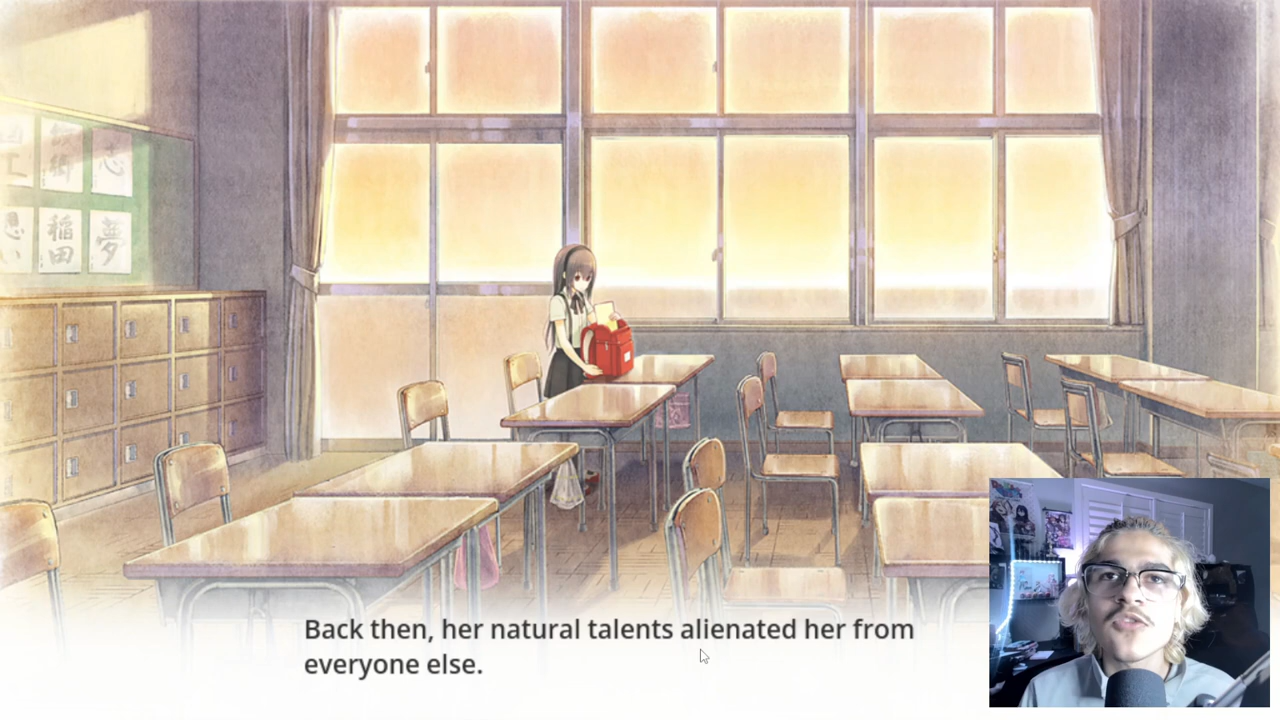 志
稲
田
夢
Back then, her natural talents alienated her from
everyone else.